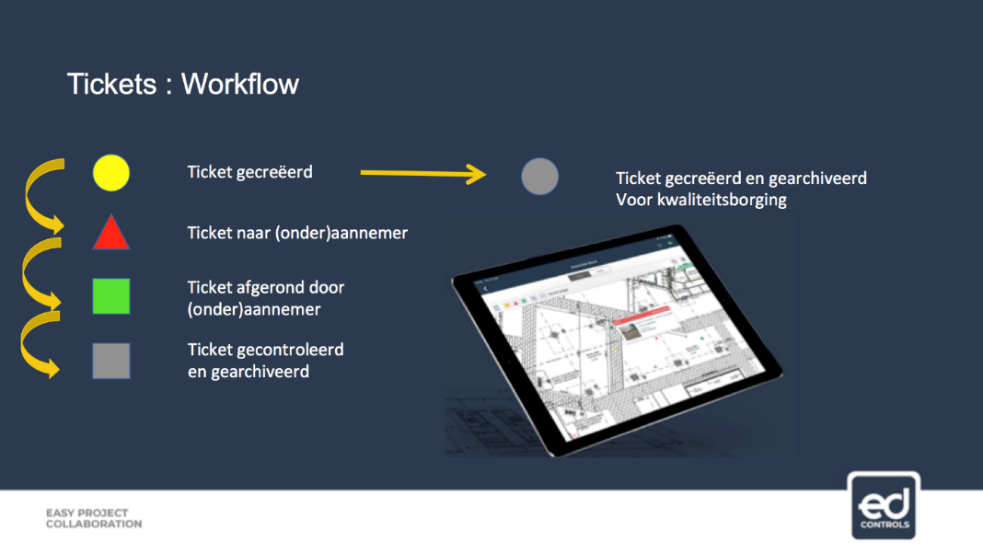 Tickets : Workflow
Ticket gecreëerd
Ticket gecreëerd en gearchiveerd
Voor kwaliteitsborging
Ticket naar (onder)aannemer
Ticket afgerond door
(onder)aannemer
Ticket gecontroleerd
en gearchiveerd
EASY PROJECT
COLLABORATION
ed
CONTROLS